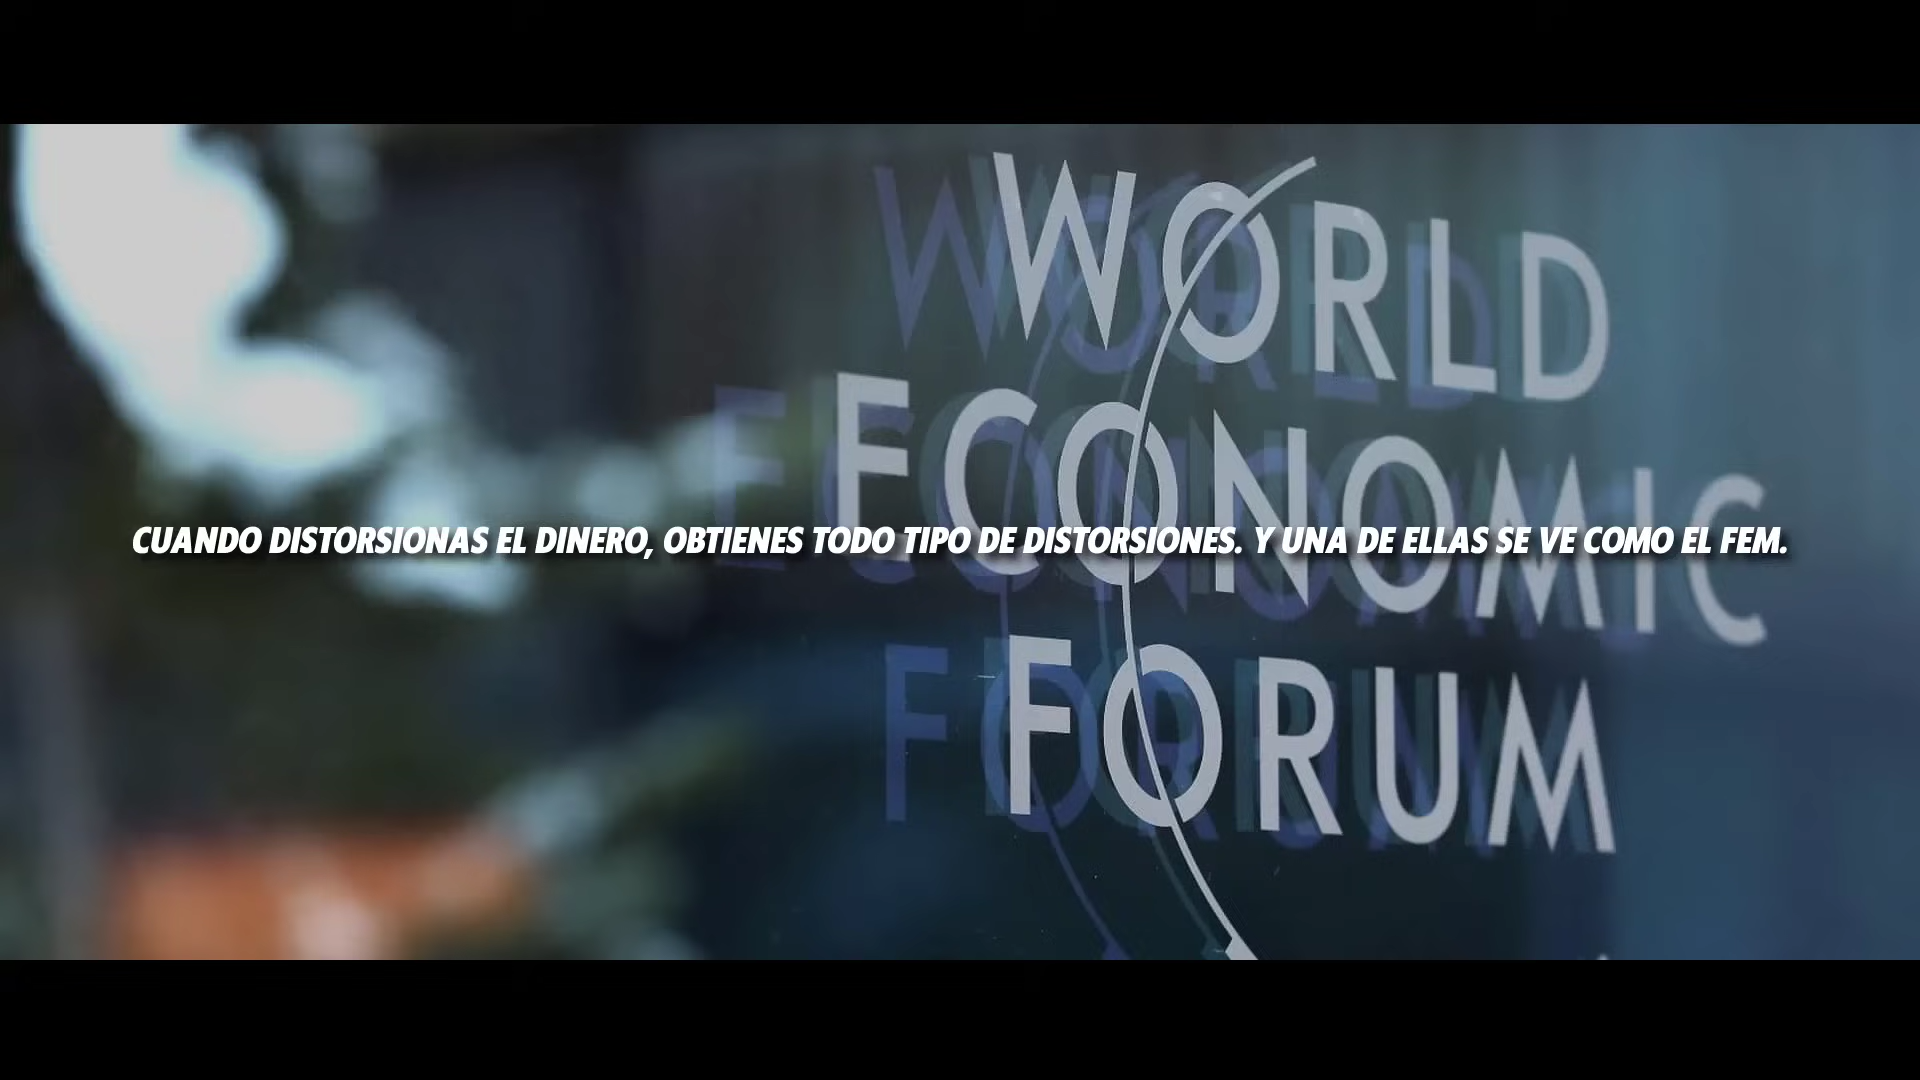 WORLD
ECONOMIC
CUANDO DISTORSIONAS EL DINERO, OBTIENES TODO TIPO DE DISTORSIONES. Y UNA DE ELLAS SE VE COMO EL FEM.
FORUM